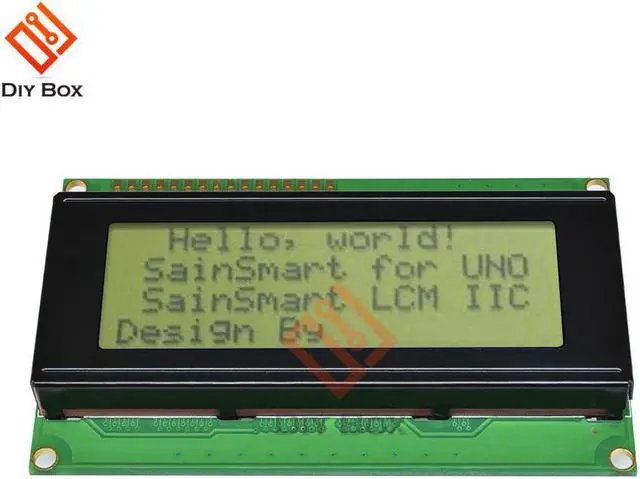 DIY BOX
Hello, world!
SainSmart for UNO
SainSmart LCM IIC
Design By